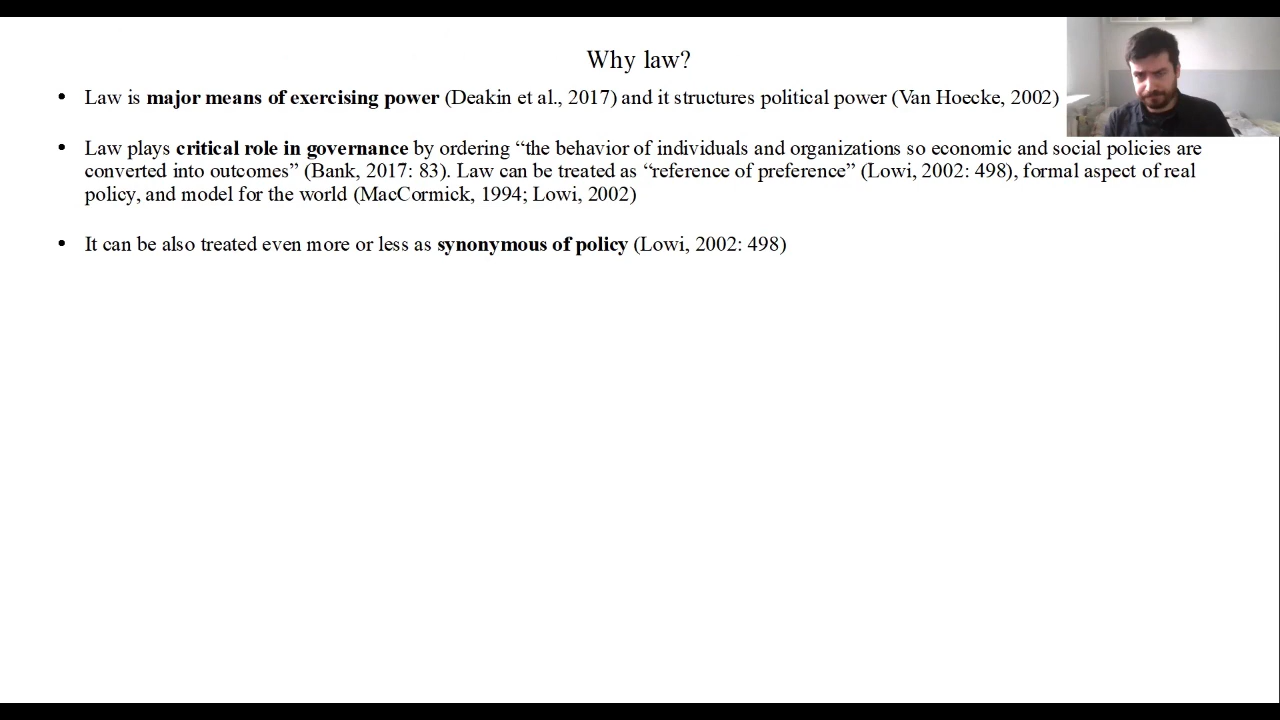 Why law?
• Law is major means of exercising power (Deakin et al., 2017) and it structures political power (Van Hoecke, 2002)
• Law plays critical role in governance by ordering “the behavior of individuals and organizations so economic and social policies are
converted into outcomes” (Bank, 2017: 83). Law can be treated as “reference of preference” (Lowi, 2002: 498), formal aspect of real
policy, and model for the world (MacCormick, 1994; Lowi, 2002)
• It can be also treated even more or less as synonymous of policy (Lowi, 2002: 498)